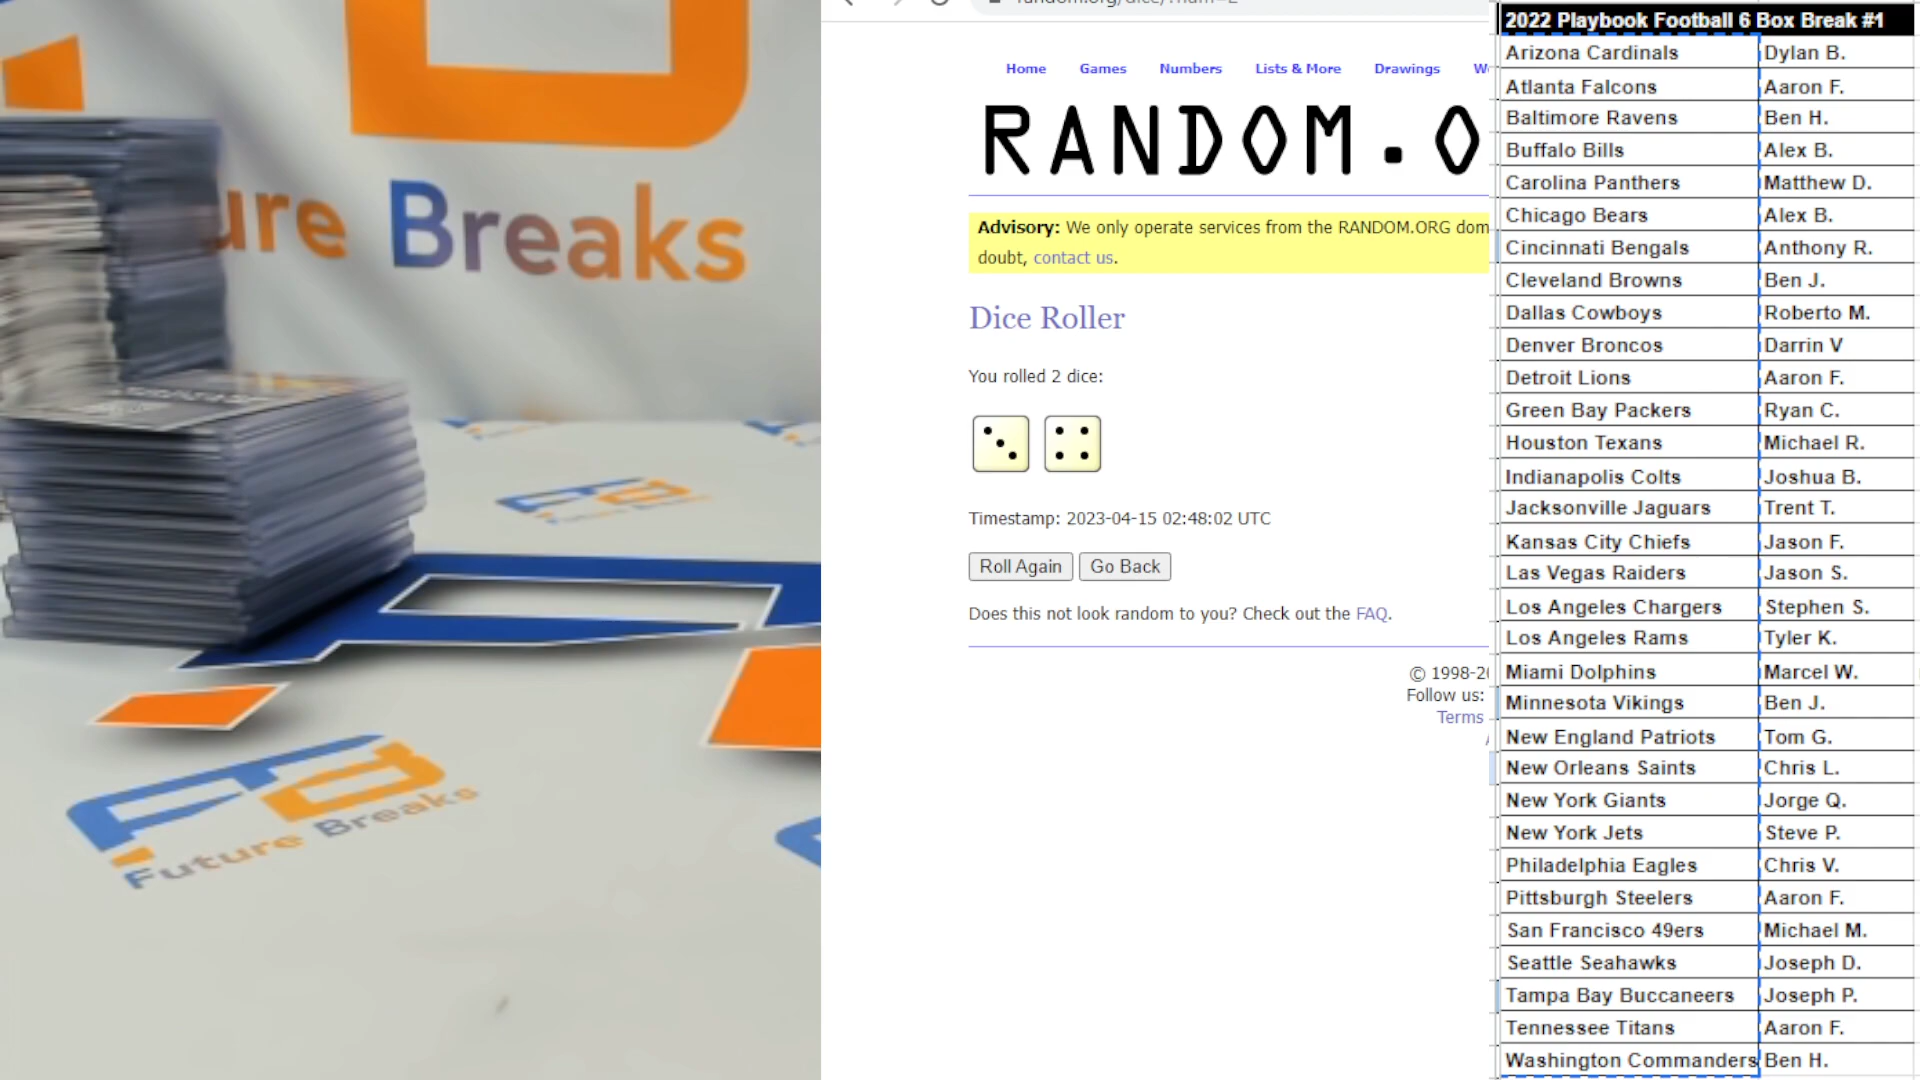 ure Breaks
Future Breaks
Future Breaks
Home Games Numbers Lists & More Drawings
RANDOM.O
Advisory: We only operate services from the RANDOM.ORG dom
doubt, contact us.
Dice Roller
You rolled 2 dice:
Timestamp: 2023-04-15 02:48:02 UTC
Roll Again Go Back
Does this not look random to you? Check out the FAQ.
© 1998-20
Follow us:
Terms
2022 Playbook Football 6 Box Break #1
Arizona Cardinals Dylan B.
Atlanta Falcons Aaron F.
Baltimore Ravens Ben H.
Buffalo Bills Alex B.
Carolina Panthers Matthew D.
Chicago Bears Alex B.
Cincinnati Bengals Anthony R.
Cleveland Browns Ben J.
Dallas Cowboys Roberto M.
Denver Broncos Darrin V
Detroit Lions Aaron F.
Green Bay Packers Ryan C.
Houston Texans Michael R.
Indianapolis Colts Joshua B.
Jacksonville Jaguars Trent T.
Kansas City Chiefs Jason F.
Las Vegas Raiders Jason S.
Los Angeles Chargers Stephen S.
Los Angeles Rams Tyler K.
Miami Dolphins Marcel W.
Minnesota Vikings Ben J.
New England Patriots Tom G.
New Orleans Saints Chris L.
New York Giants Jorge Q.
New York Jets Steve P.
Philadelphia Eagles Chris V.
Pittsburgh Steelers Aaron F.
San Francisco 49ers Michael M.
Seattle Seahawks Joseph D.
Tampa Bay Buccaneers Joseph P.
Tennessee Titans Aaron F.
Washington Commanders Ben H.